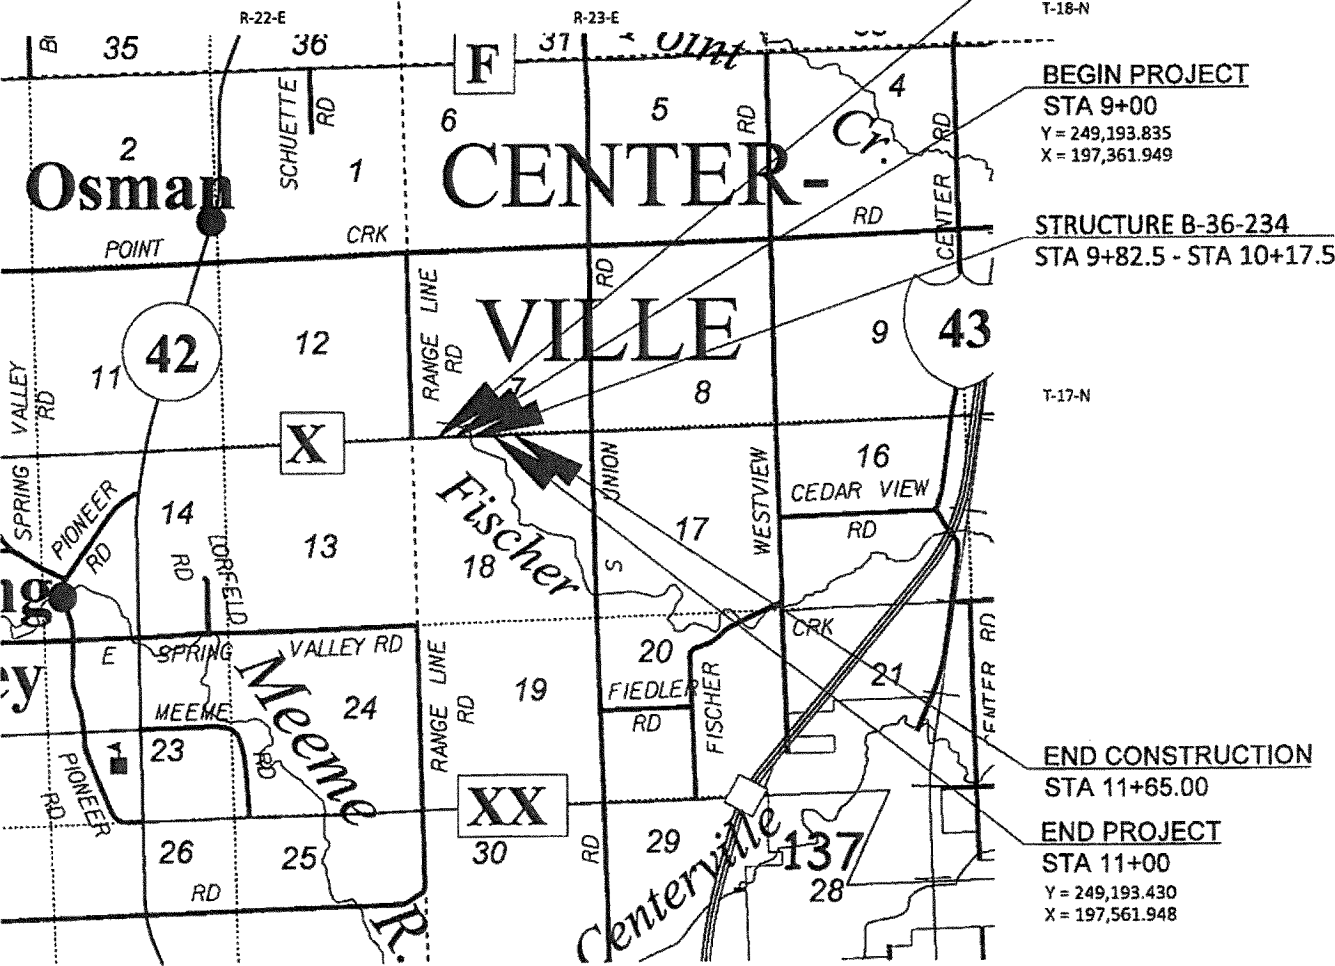 R-22-E
R-23-E
T-18-N
35
36
31
Point
F
BEGIN PROJECT
STA 9+00
Y = 249,193.835
X = 197,361.949
SCHUETTE
RD
6
5
RD
4
Cr.
CENTER RD
2
1
Osman
CENTER-
STRUCTURE B-36-234
STA 9+82.5 - STA 10+17.5
POINT
CRK
RD
RANGE LINE
RD
RD
VILLE
42
12
11
9
43
7
8
VALLEY
RD
T-17-N
X
SPRING
PIONEER
RD
14
13
Fischer
UNION
S
17
WESTVIEW
16
CEDAR VIEW
RD
18
RD
LORFELD
ng
E
SPRING
VALLEY RD
ey
CRK
20
21
CENTER RD
19
FIEDLER
RD
FISCHER
RANGE LINE
RD
Meeme
24
MEEME
RD
23
PIONEER
RD
END CONSTRUCTION
STA 11+65.00
XX
30
29
RD
137
28
Centerville
END PROJECT
STA 11+00
Y = 249,193.430
X = 197,561.948
26
25
RD
R.